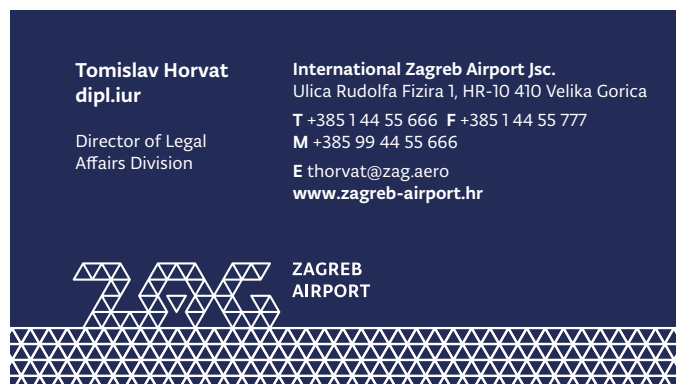 Tomislav Horvat
dipl.iur
Director of Legal
Affairs Division
International Zagreb Airport Jsc.
Ulica Rudolfa Fizira 1, HR-10 410 Velika Gorica
T +385 1 44 55 666 F +385 1 44 55 777
M +385 99 44 55 666
E thorvat@zag.aero
www.zagreb-airport.hr
ZAG
ZAGREB
AIRPORT